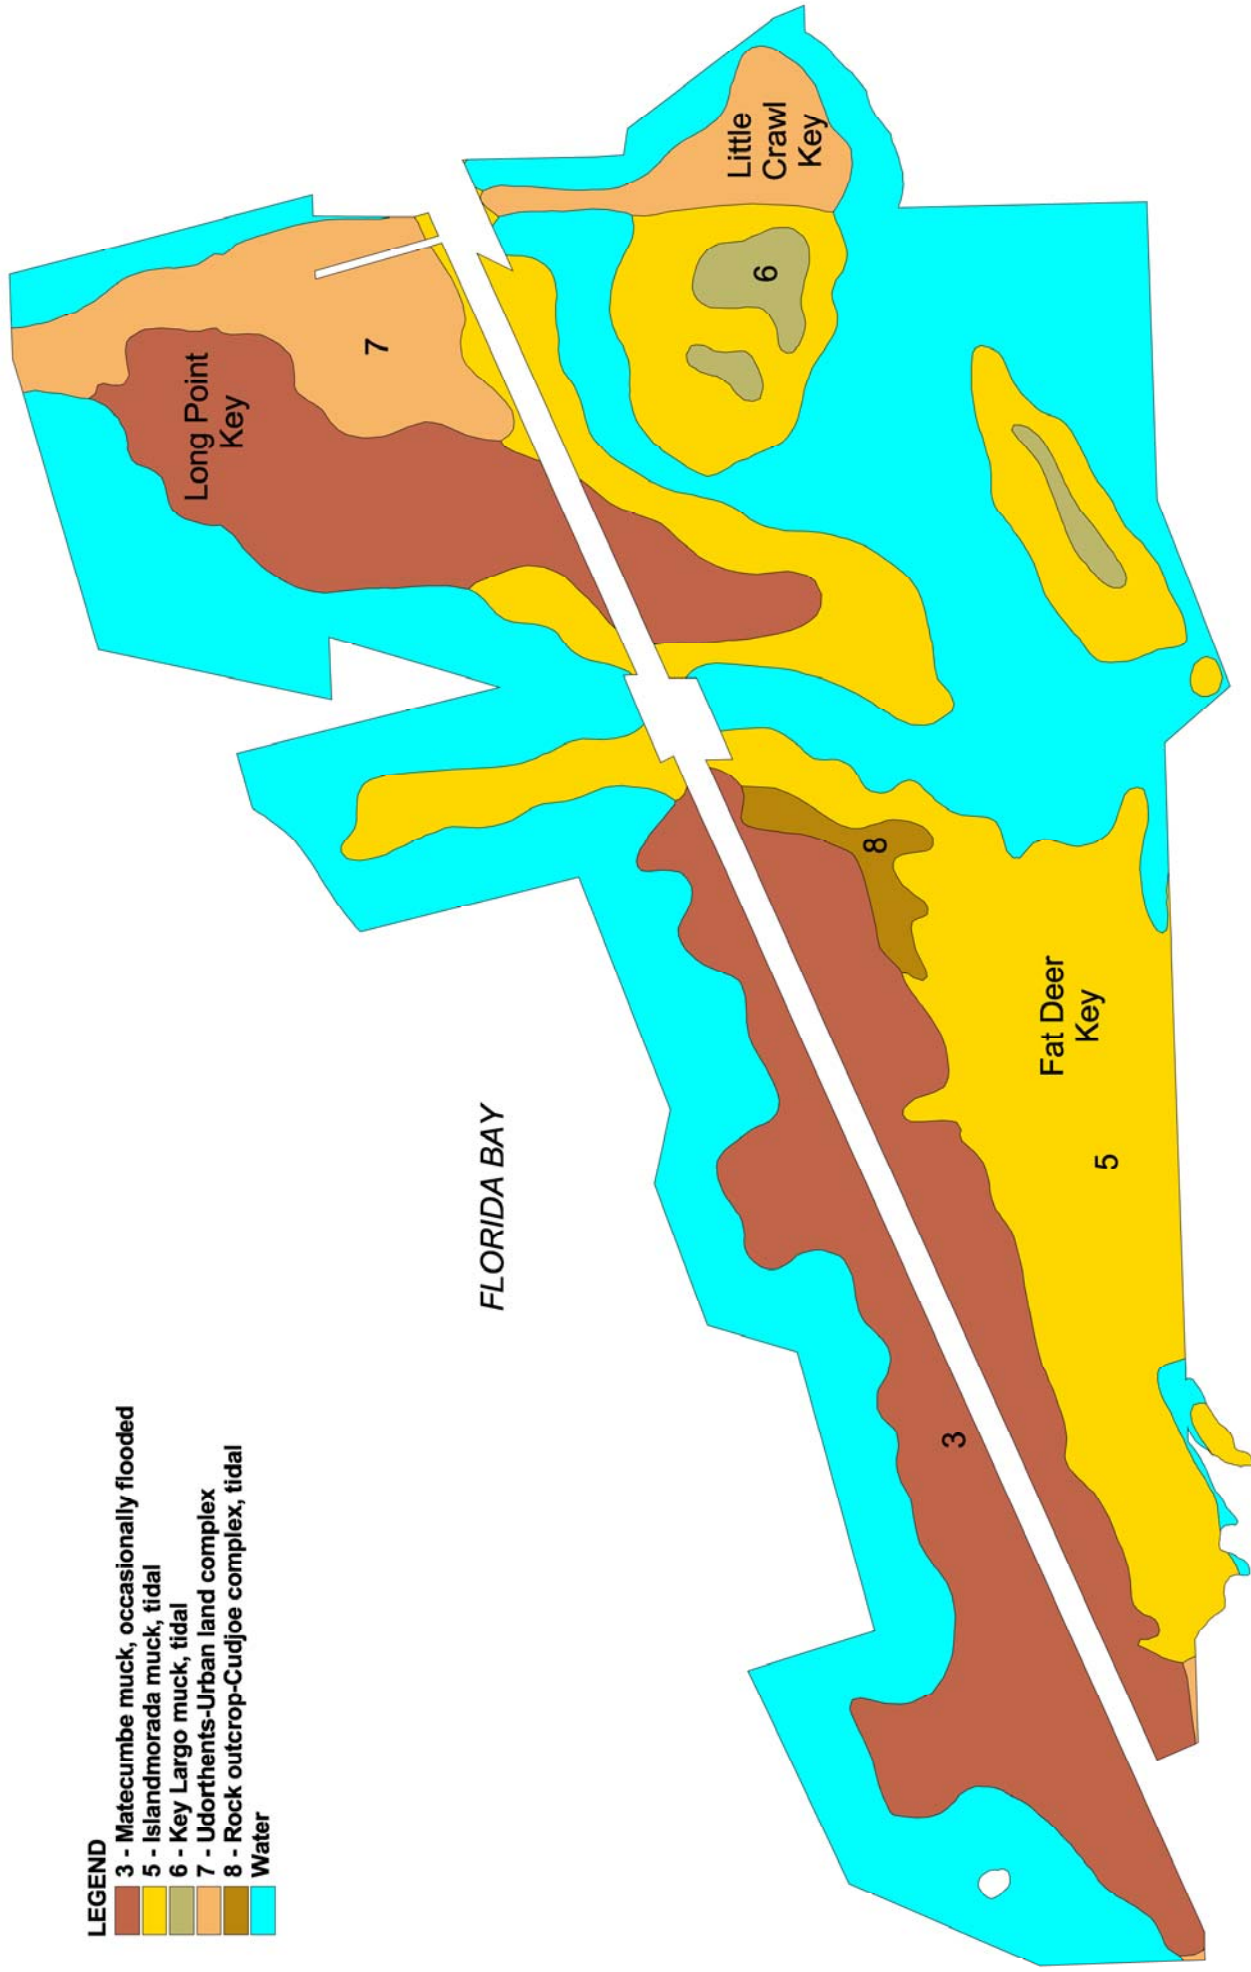 LEGEND
3 - Matecumbe muck, occasionally flooded
5 - Islandmorada muck, tidal
6 - Key Largo muck, tidal
7 - Udorthents-Urban land complex
8 - Rock outcrop-Cudjoe complex, tidal
Water
Long Point
Key
7
FLORIDA BAY
Little
Crawl
Key
6
8
3
Fat Deer
Key
5